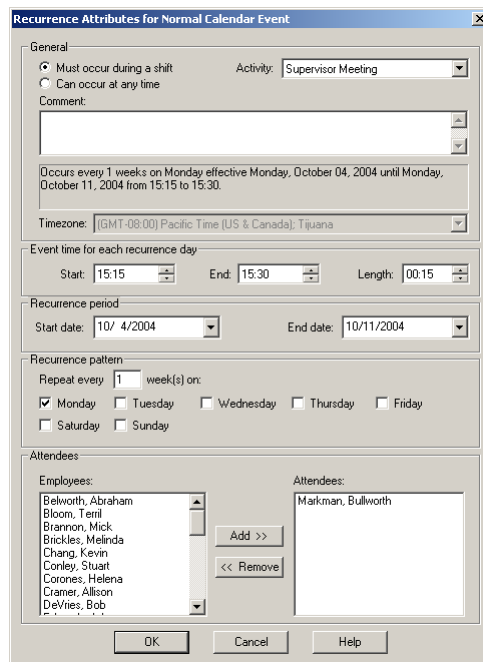 Recurrence Attributes for Normal Calendar Event
General
Must occur during a shift
Activity: Supervisor Meeting
Can occur at any time
Comment:
Occurs every 1 weeks on Monday effective Monday, October 04, 2004 until Monday,
October 11, 2004 from 15:15 to 15:30.
Timezone: (GMT-08:00) Pacific Time (US & Canada); Tijuana
Event time for each recurrence day
Start: 15:15 End: 15:30 Length: 00:15
Recurrence period
Start date: 10/ 4/2004 End date: 10/11/2004
Recurrence pattern
Repeat every 1 week(s) on:
Monday Tuesday Wednesday Thursday Friday
Saturday Sunday
Attendees
Employees:
Belworth, Abraham
Bloom, Terril
Brannon, Mick
Brickles, Melinda
Chang, Kevin
Conley, Stuart
Corones, Helena
Cramer, Allison
DeVries, Bob
Add >>
<< Remove
Attendees:
Markman, Bullworth
OK Cancel Help